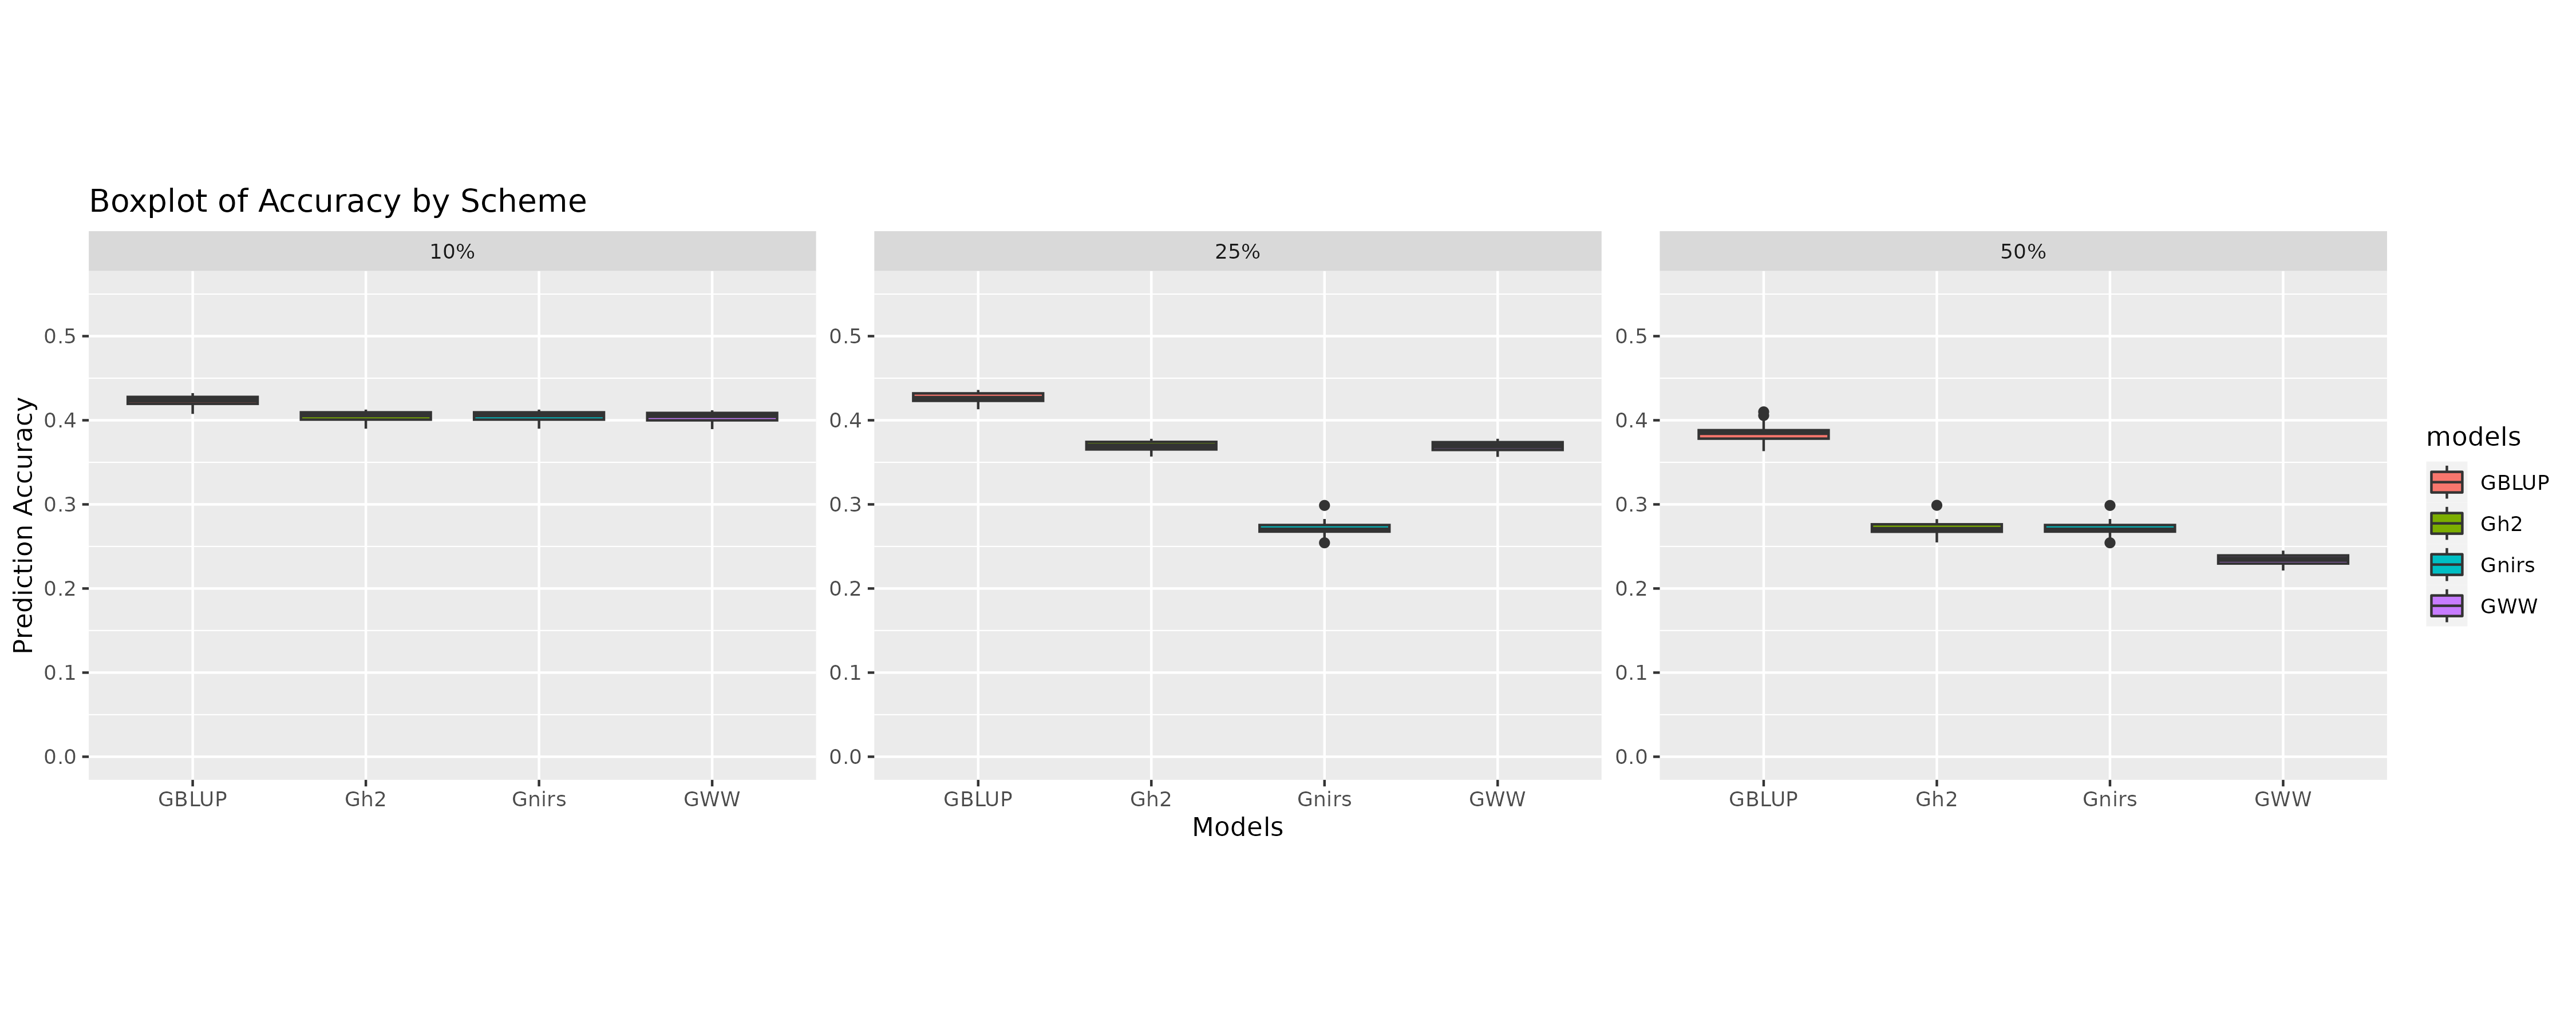 Boxplot of Accuracy by Scheme
10%
25%
50%
Prediction Accuracy
0.5
0.4
0.3
0.2
0.1
0.0
0.5
0.4
0.3
0.2
0.1
0.0
0.5
0.4
0.3
0.2
0.1
0.0
GBLUP Gh2 Gnirs GWW
GBLUP Gh2 Gnirs GWW
GBLUP Gh2 Gnirs GWW
Models
models
GBLUP
Gh2
Gnirs
GWW